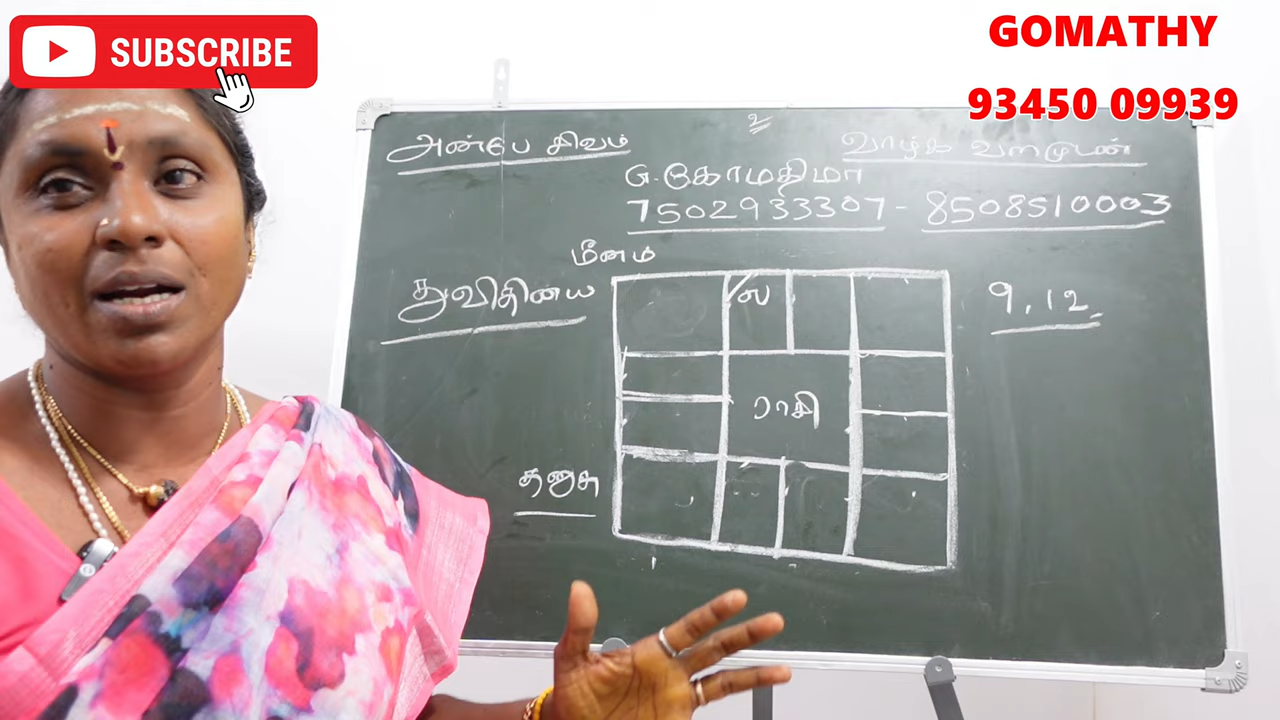 SUBSCRIBE
GOMATHY
93450 09939
உ
அன்பே சிவம்
வாழ்க வளமுடன்
G.கோமதிமா
7502933307 - 8508510003
மீனம்
துவிதின்ய
ல
9,12
ராசி
தனுசு